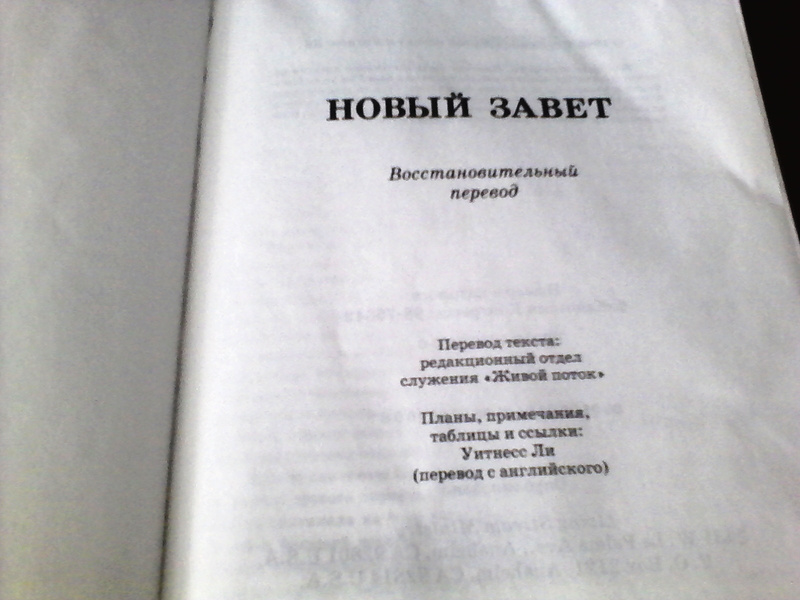 НОВЫЙ ЗАВЕТ
Восстановительный
перевод
Перевод текста:
редакционный отдел
служения «Живой поток»
Планы, примечания,
таблицы и ссылки:
Уитнесс Ли
(перевод с английского)